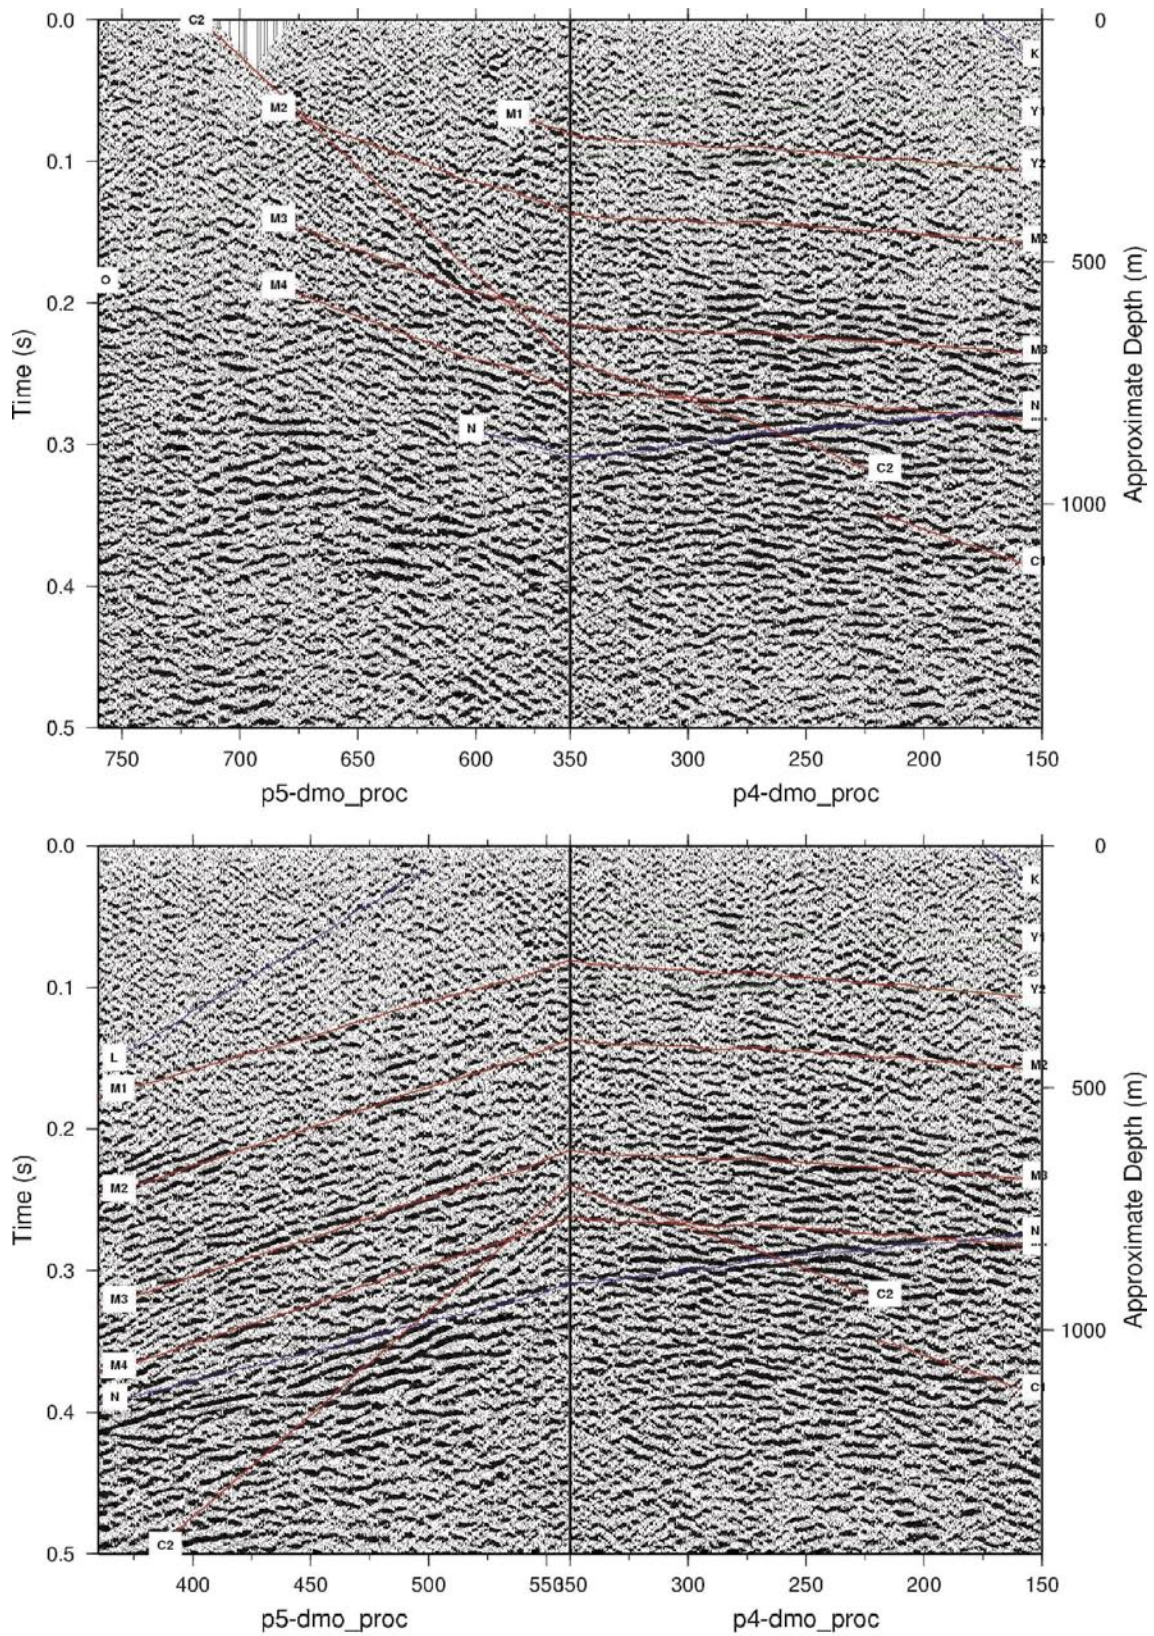 C2
0.0
0
K
M2
M1
Y1
0.1
Y2
M3
M2
500
O
M4
0.2
Time (s)
Approximate Depth (m)
M3
N
N
0.3
C2
1000
C1
0.4
0.5
750
700
650
600
350
300
250
200
150
p5-dmo_proc
p4-dmo_proc
0.0
0
K
Y1
0.1
Y2
L
M1
M2
500
0.2
Time (s)
Approximate Depth (m)
M2
M3
N
0.3
M3
C2
1000
M4
N
C1
0.4
C2
0.5
400
450
500
550
350
300
250
200
150
p5-dmo_proc
p4-dmo_proc